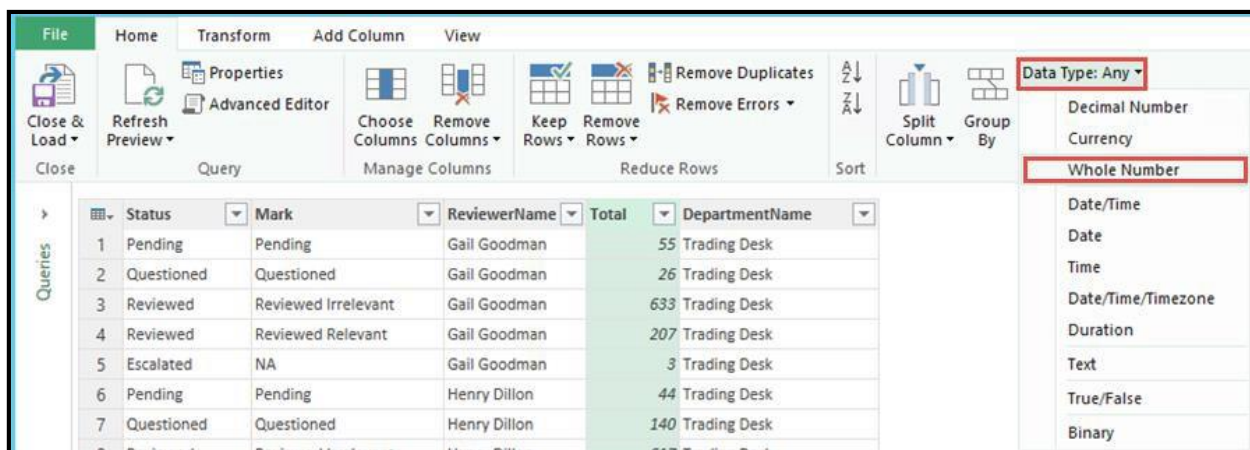 File Home Transform Add Column View
Close & Load
Refresh Preview
Properties
Advanced Editor
Choose Columns
Remove Columns
Keep Rows
Remove Rows
Remove Duplicates
Remove Errors
Split Column
Group By
Data Type: Any
Close Query Manage Columns Reduce Rows Sort
Decimal Number
Currency
Whole Number
Date/Time
Date
Time
Date/Time/Timezone
Duration
Text
True/False
Binary
Queries
Status Mark ReviewerName Total DepartmentName
1 Pending Pending Gail Goodman 55 Trading Desk
2 Questioned Questioned Gail Goodman 26 Trading Desk
3 Reviewed Reviewed Irrelevant Gail Goodman 633 Trading Desk
4 Reviewed Reviewed Relevant Gail Goodman 207 Trading Desk
5 Escalated NA Gail Goodman 3 Trading Desk
6 Pending Pending Henry Dillon 44 Trading Desk
7 Questioned Questioned Henry Dillon 140 Trading Desk